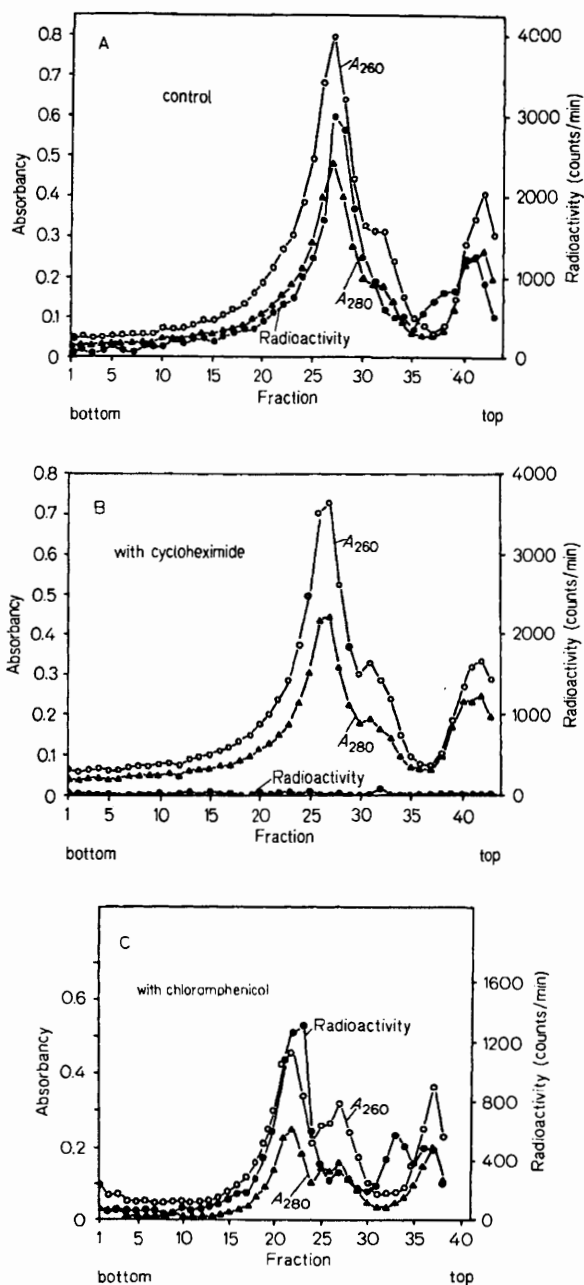 A
control
A260
A280
Radioactivity
Absorbancy
Radioactivity (counts/min)
0.8
0.7
0.6
0.5
0.4
0.3
0.2
0.1
0
4000
3000
2000
1000
0
1 5 10 15 20 25 30 35 40
Fraction
bottom top
B
with cycloheximide
A260
A280
Radioactivity
Absorbancy
Radioactivity (counts/min)
0.8
0.7
0.6
0.5
0.4
0.3
0.2
0.1
0
4000
3000
2000
1000
0
1 5 10 15 20 25 30 35 40
Fraction
bottom top
C
with chloramphenicol
Radioactivity
A260
A280
Absorbancy
Radioactivity (counts/min)
0.6
0.4
0.2
0
1600
1200
800
400
0
1 5 10 15 20 25 30 35 40
Fraction
bottom top